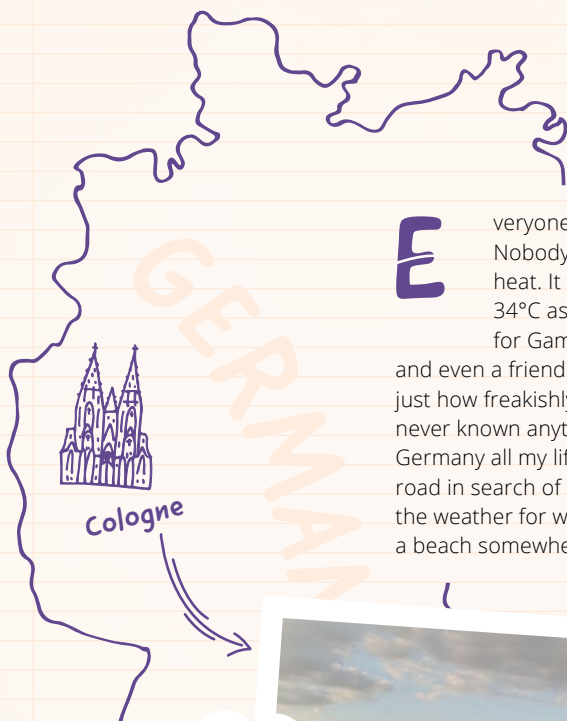 GERMAN
Everyone
Nobody
heat. It
34°C as
for Gam
and even a friend
just how freakishly
never known anyt
Germany all my lif
road in search of
the weather for w
a beach somewhe
Cologne